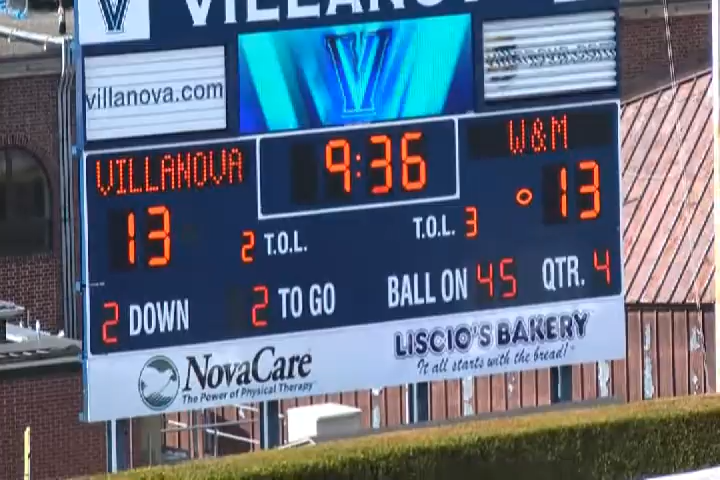 VILLANOVA
villanova.com
VILLANOVA 9:36 W&M
13 13
2 T.O.L. T.O.L. 3
2 DOWN 2 TO GO BALL ON 45 QTR. 4
NovaCare
The Power of Physical Therapy
LISCIO'S BAKERY
It all starts with the bread!